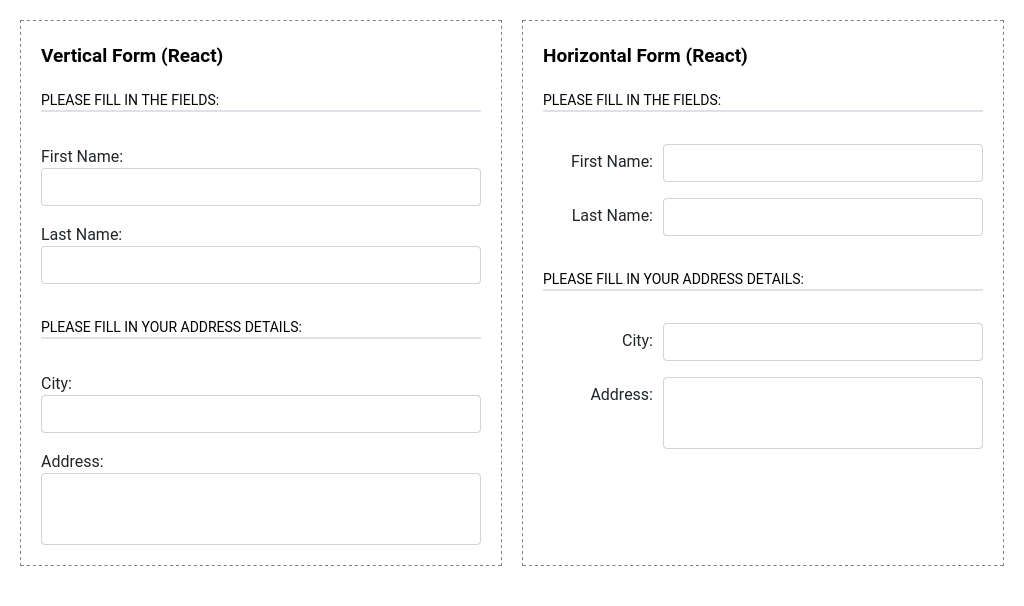 Vertical Form (React)
PLEASE FILL IN THE FIELDS:
First Name:
Last Name:
PLEASE FILL IN YOUR ADDRESS DETAILS:
City:
Address:
Horizontal Form (React)
PLEASE FILL IN THE FIELDS:
First Name:
Last Name:
PLEASE FILL IN YOUR ADDRESS DETAILS:
City:
Address: